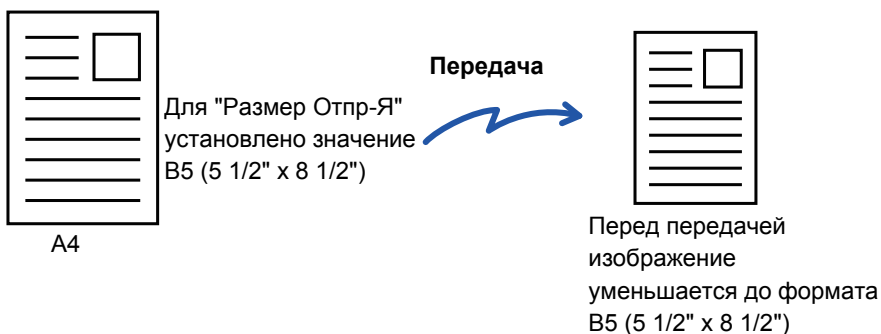 Передача
Для "Размер Отпр-Я"
установлено значение
B5 (5 1/2" x 8 1/2")
A4
Перед передачей
изображение
уменьшается до формата
B5 (5 1/2" x 8 1/2")